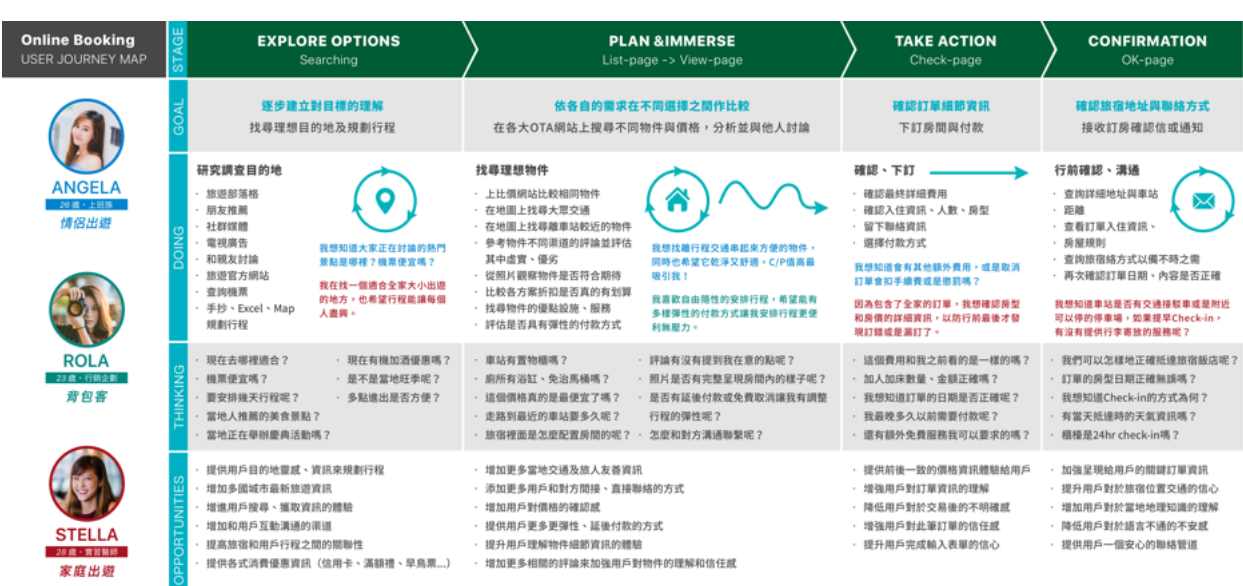 Online Booking
USER JOURNEY MAP
STAGE
EXPLORE OPTIONS
Searching
PLAN &IMMERSE
List-page -> View-page
TAKE ACTION
Check-page
CONFIRMATION
OK-page
ANGELA
26 歲・上班族
情侶出遊
ROLA
23 歲・行銷企劃
背包客
STELLA
28 歲・實習醫師
家庭出遊
GOAL
逐步建立對目標的理解
找尋理想目的地及規劃行程
依各自的需求在不同選擇之間作比較
在各大OTA網站上搜尋不同物件與價格，分析並與他人討論
確認訂單細節資訊
下訂房間與付款
確認旅宿地址與聯絡方式
接收訂房確認信或通知
DOING
研究調查目的地
· 旅遊部落格
· 朋友推薦
· 社群媒體
· 電視廣告
· 和親友討論
· 旅遊官方網站
· 查詢機票
· 手抄、Excel、Map
規劃行程
我想知道大家正在討論的熱門
景點是哪裡？機票便宜嗎？
我在找一個適合全家大小出遊
的地方，也希望行程能讓每個
人盡興。
找尋理想物件
· 上比價網站比較相同物件
· 在地圖上找尋大眾交通
· 在地圖上找尋離車站較近的物件
· 參考物件不同渠道的評論並評估
其中虛實、優劣
· 從照片觀察物件是否符合期待
· 比較各方案折扣是否真的有划算
· 找尋物件的優點設施、服務
· 評估是否具有彈性的付款方式
我想找離行程交通串起來方便的物件，
同時也希望它乾淨又舒適，C/P值高最
吸引我！
我喜歡自由隨性的安排行程，希望能有
多樣彈性的付款方式讓我安排行程更便
利無壓力。
確認、下訂
· 確認最終詳細費用
· 確認入住資訊、人數、房型
· 留下聯絡資訊
· 選擇付款方式
我想知道會有其他額外費用，或是取消
訂單會扣手續費或是懲罰嗎？
因為包含了全家的訂單，我想確認房型
和房價的詳細資訊，以防行前最後才發
現訂錯或是漏訂了。
行前確認、溝通
· 查詢詳細地址與車站
· 距離
· 查看訂單入住資訊、
· 房屋規則
· 查詢旅宿絡方式以備不時之需
· 再次確認訂單日期、內容是否正確
我想知道車站是否有交通接駁車或是附近
可以停的停車場，如果提早Check-in，
有沒有提供行李寄放的服務呢？
THINKING
· 現在去哪裡適合？
· 機票便宜嗎？
· 要安排幾天行程呢？
· 當地人推薦的美食景點？
· 當地正在舉辦慶典活動嗎？
· 現在有機加酒優惠嗎？
· 是不是當地旺季呢？
· 多點進出是否方便？
· 車站有置物櫃嗎？
· 廁所有浴缸、免治馬桶嗎？
· 這個價格真的是最便宜了嗎？
· 走路到最近的車站要多久呢？
· 旅宿裡面是怎麼配置房間的呢？
· 評論有沒有提到我在意的點呢？
· 照片是否有完整呈現房間內的樣子呢？
· 是否有延後付款或免費取消讓我有調整
行程的彈性呢？
· 怎麼和對方溝通聯繫呢？
· 這個費用和我之前看的是一樣的嗎？
· 加人加床數量、金額正確嗎？
· 我想知道訂單的日期是否正確呢？
· 我最晚多久以前需要付款呢？
· 還有額外免費服務我可以要求的嗎？
· 我們可以怎樣地正確抵達旅宿飯店呢？
· 訂單的房型日期正確無誤嗎？
· 我想知道Check-in的方式為何？
· 有當天抵達時的天氣資訊嗎？
· 櫃檯是24hr check-in嗎？
OPPORTUNITIES
· 提供用戶目的地靈感、資訊來規劃行程
· 增加多國城市最新旅遊資訊
· 增進用戶搜尋、獲取資訊的體驗
· 增加和用戶互動溝通的渠道
· 提高旅宿和用戶行程之間的關聯性
· 提供各式消費優惠資訊（信用卡、滿額禮、早鳥票...）
· 增加更多當地交通及旅人友善資訊
· 添加更多用戶和對方間接、直接聯絡的方式
· 增加用戶對價格的確認感
· 提供用戶更多更彈性、延後付款的方式
· 提升用戶理解物件細節資訊的體驗
· 增加更多相關的評論來加強用戶對物件的理解和信任感
· 提供前後一致的價格資訊體驗給用戶
· 增強用戶對訂單資訊的理解
· 降低用戶對於交易後的不明確感
· 增強用戶對此筆訂單的信任感
· 提升用戶完成輸入表單的信心
· 加強呈現給用戶的關鍵訂單資訊
· 提升用戶對於旅宿位置交通的信心
· 增加用戶對於當地地理知識的理解
· 降低用戶對於語言不通的不安感
· 提供用戶一個安心的聯絡管道